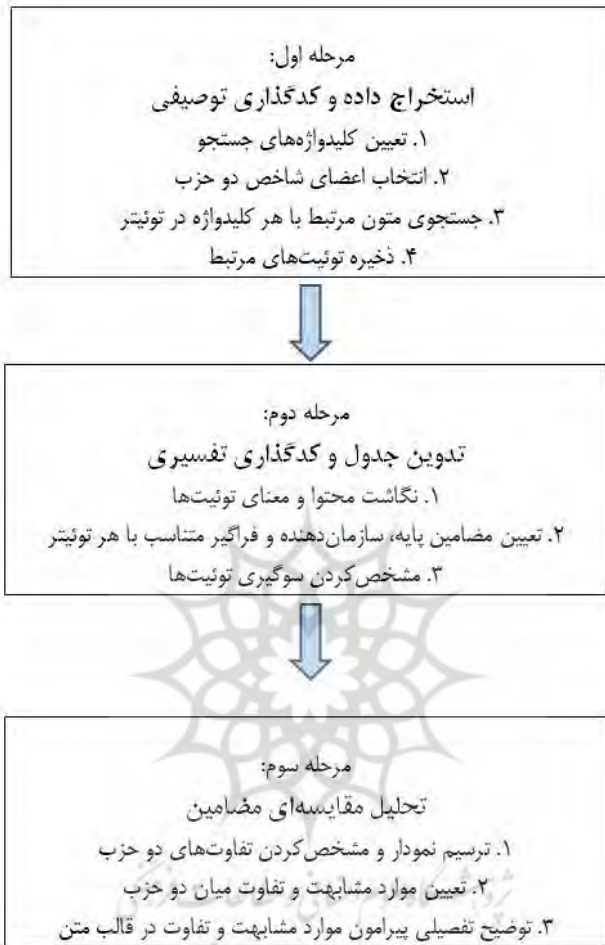 مرحله اول:
استخراج داده و کدگذاری توصیفی
۱. تعیین کلیدواژه‌های جستجو
۲. انتخاب اعضای شاخص دو حزب
۳. جستجوی متون مرتبط با هر کلیدواژه در توئیتر
۴. ذخیره توئیت‌های مرتبط
مرحله دوم:
تدوین جدول و کدگذاری تفسیری
۱. نگاشت محتوا و معنای توئیت‌ها
۲. تعیین مضامین پایه، سازمان‌دهنده و فراگیر متناسب با هر توئیتر
۳. مشخص‌کردن سوگیری توئیت‌ها
مرحله سوم:
تحلیل مقایسه‌ای مضامین
۱. ترسیم نمودار و مشخص‌کردن تفاوت‌های دو حزب
۲. تعیین موارد مشابهت و تفاوت میان دو حزب
۳. توضیح تفصیلی پیرامون موارد مشابهت و تفاوت در قالب متن